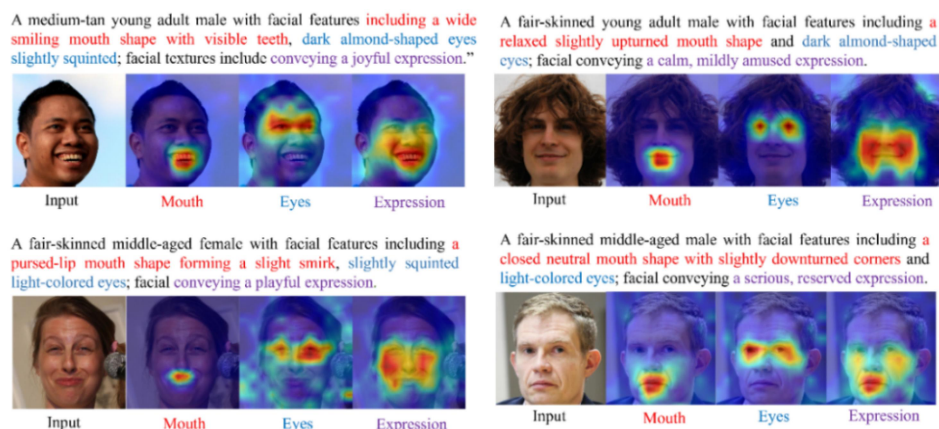 A medium-tan young adult male with facial features including a wide
smiling mouth shape with visible teeth, dark almond-shaped eyes
slightly squinted; facial textures include conveying a joyful expression.”
Input Mouth Eyes Expression
A fair-skinned young adult male with facial features including a
relaxed slightly upturned mouth shape and dark almond-shaped
eyes; facial conveying a calm, mildly amused expression.
Input Mouth Eyes Expression
A fair-skinned middle-aged female with facial features including a
pursed-lip mouth shape forming a slight smirk, slightly squinted
light-colored eyes; facial conveying a playful expression.
Input Mouth Eyes Expression
A fair-skinned middle-aged male with facial features including a
closed neutral mouth shape with slightly downturned corners and
light-colored eyes; facial conveying a serious, reserved expression.
Input Mouth Eyes Expression